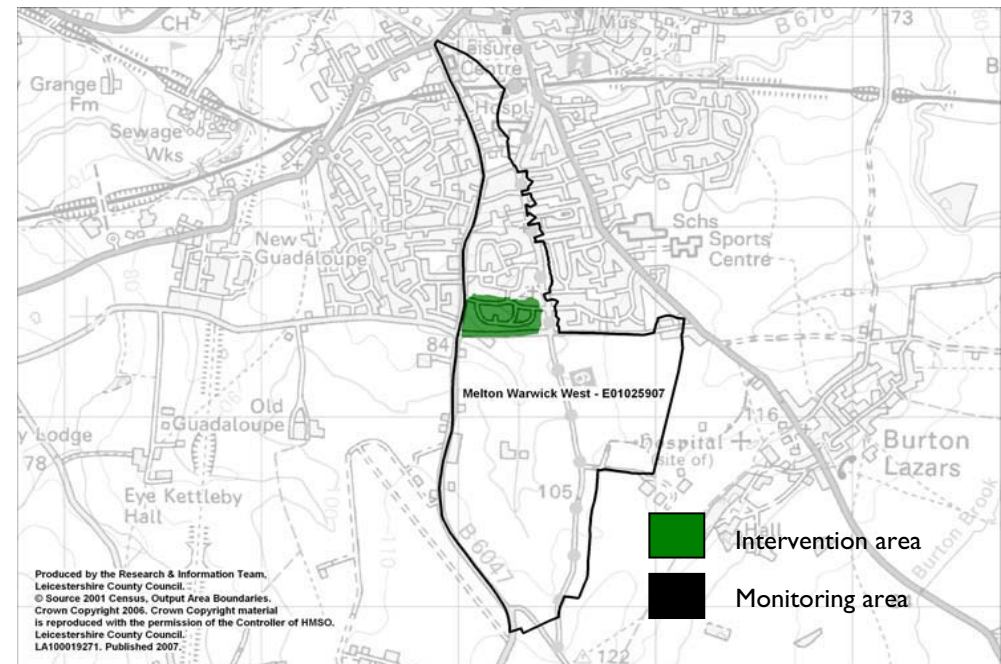 CH
Mus
B 676
73
Leisure
Centre
Grange
Fm
B
Hospl
Sewage
Wks
Schs
Sports
Centre
New
Guadaloupe
84
Melton Warwick West - E01025907
Old
Guadaloupe
116
y Lodge
Hospital
(site of)
Burton
Lazars
78
Eye Kettleby
Hall
105
Hall
Burton Brook
B 6047
Intervention area
Monitoring area
Produced by the Research & Information Team,
Leicestershire County Council.
© Source 2001 Census, Output Area Boundaries.
Crown Copyright 2006. Crown Copyright material
is reproduced with the permission of the Controller of HMSO.
Leicestershire County Council.
LA100019271. Published 2007.
122